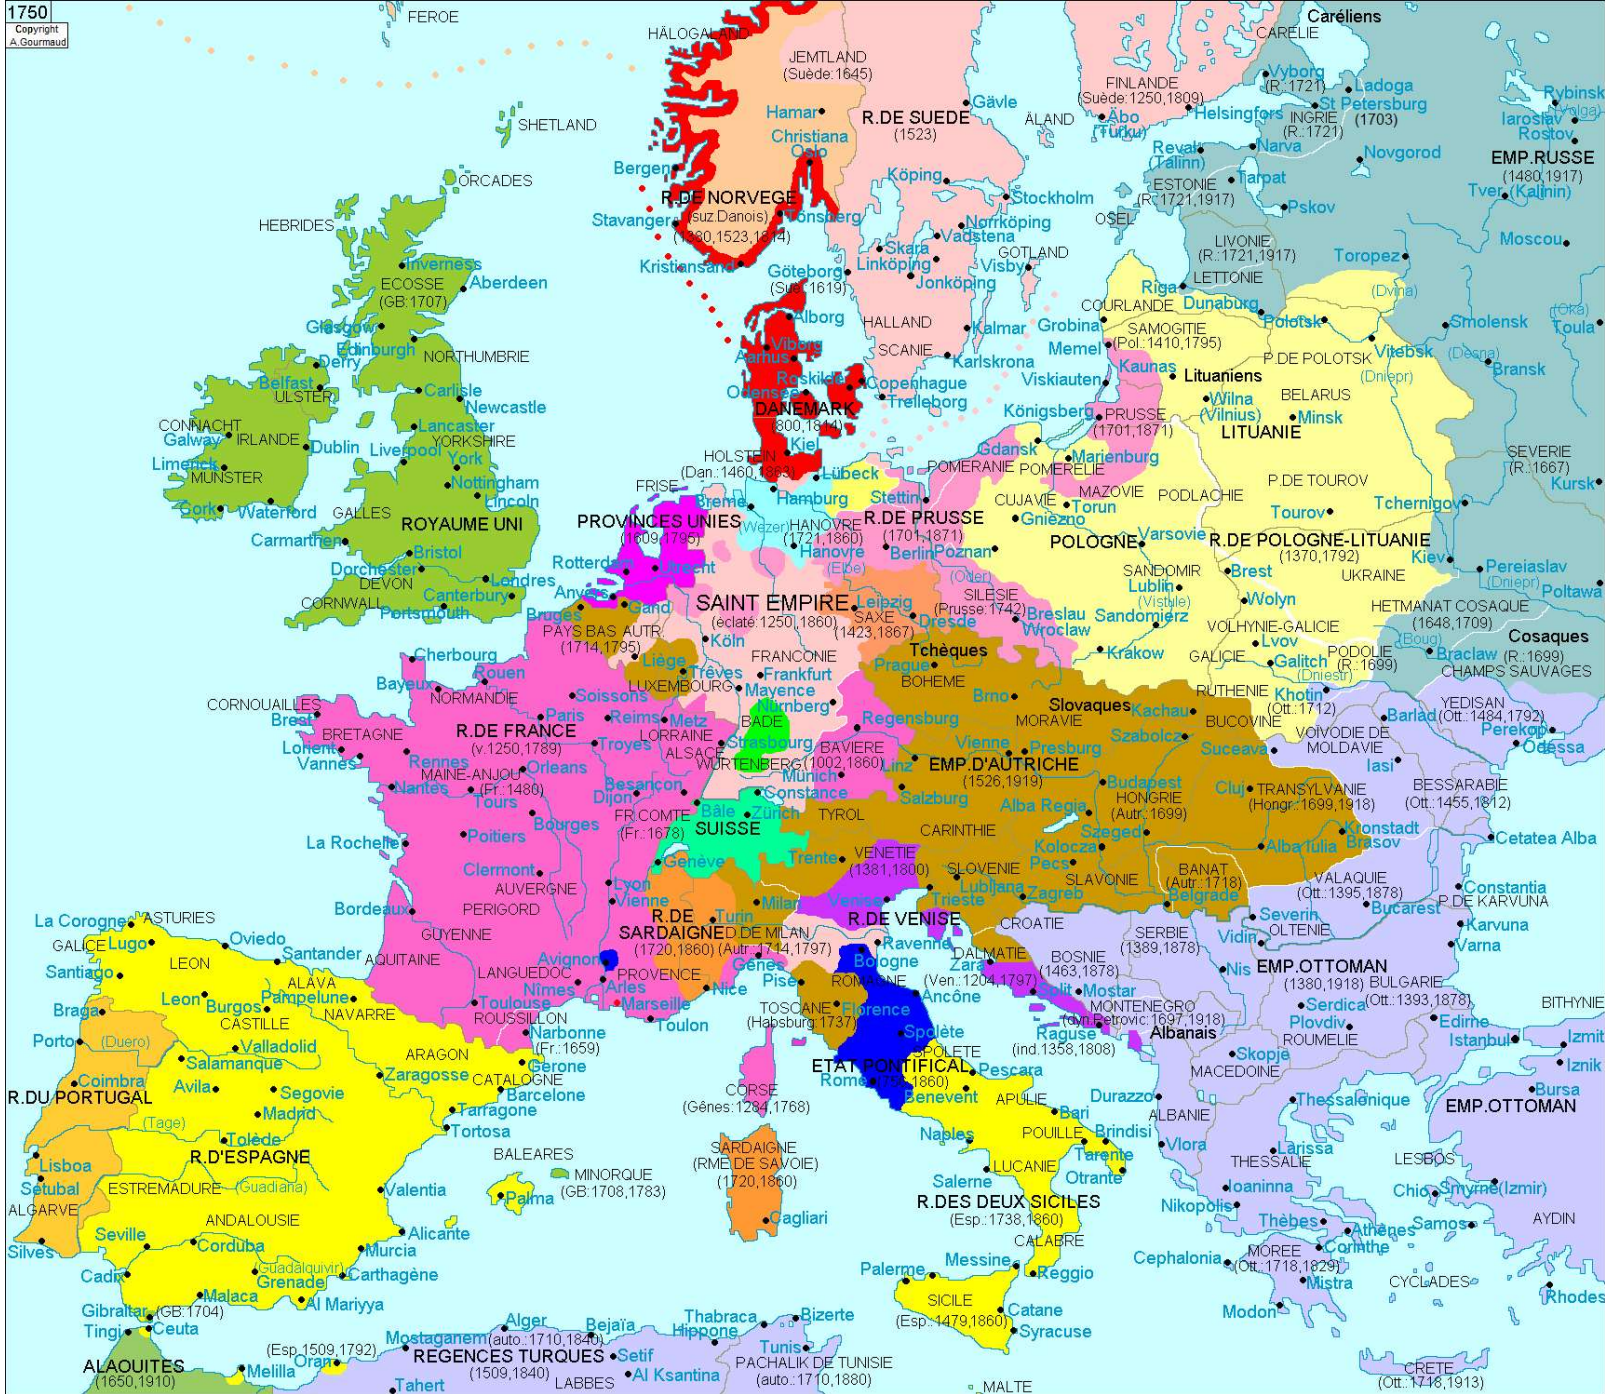 1750
Copyright
A.Gourmaud
FEROE
HÄLOGALAND
JEMTLAND
(Suède:1645)
Hamar
Christiana
Oslo
R.DE SUEDE
(1523)
Gävle
FINLANDE
(Suède:1250,1809)
Åbo
(Turku)
Helsingfors
ÄLAND
Caréliens
CARELIE
Vyborg
(R.:1721)
Ladoga
St Petersburg
(1703)
INGRIE
(R.:1721)
Rybinsk
(Volga)
Iaroslav
Rostov
EMP.RUSSE
(1480,1917)
Tver (Kalinin)
Moscou
Novgorod
Narva
Reval
(Talinn)
Tarpat
ESTONIE
(R.:1721,1917)
Pskov
OSEL
LIVONIE
(R.:1721,1917)
LETTONIE
Toropez
SHETLAND
ORCADES
HEBRIDES
Bergen
R.DE NORVEGE
(suz.Danois)
(1380,1523,1814)
Tönsberg
Stavanger
Kristiansand
Köping
Stockholm
Norrköping
Vadstena
Skara
Linköping
Jonköping
GOTLAND
Visby
Göteborg
(Sue:1619)
HALLAND
SCANIE
Kalmar
Karlskrona
Inverness
ECOSSE
(GB:1707)
Aberdeen
Glasgow
Edinburgh
NORTHUMBRIE
Derry
Belfast
ULSTER
Carlisle
Newcastle
CONNACHT
Galway
IRLANDE
Dublin
Lancaster
YORKSHIRE
Liverpool
York
Limerick
MUNSTER
Nottingham
Lincoln
Cork
Waterford
GALLES
ROYAUME UNI
Carmarthen
Bristol
Dorchester
DEVON
Londres
CORNWALL
Canterbury
Portsmouth
Alborg
Viborg
Aarhus
Roskilde
Odensee
Copenhague
Trelleborg
DANEMARK
(800,1814)
Kiel
HOLSTEIN
(Dan.:1460,1863)
Lübeck
Hamburg
Breme
FRISE
PROVINCES UNIES
(1609,1795)
(Wezer)
HANOVRE
(1721,1860)
Hanovre
(Elbe)
Rotterdam
Utrecht
Anvers
Gand
Bruges
PAYS BAS AUTR.
(1714,1795)
Liège
LUXEMBOURG
Trêves
SAINT EMPIRE
(éclaté:1250,1860)
Köln
FRANCONIE
Frankfurt
Mayence
Nürnberg
BADE
Strasbourg
WURTENBERG
Stettin
R.DE PRUSSE
(1701,1871)
Berlin
Poznan
(Oder)
Leipzig
SAXE
(1423,1867)
Dresde
SILESIE
(Prusse:1742)
Breslau
Wroclaw
Tchèques
Prague
BOHEME
Brno
MORAVIE
Slovaques
POMERANIE
POMERELIE
Gdansk
Marienburg
PRUSSE
(1701,1871)
Königsberg
Viskiauten
Memel
Grobina
COURLANDE
SAMOGITIE
(Pol.:1410,1795)
Kaunas
Riga
Dunaburg
Polotsk
(Dvina)
Smolensk
(Oka)
Toula
Vitebsk
(Desna)
(Dniepr)
Bransk
P.DE POLOTSK
BELARUS
Lituaniens
Wilna
(Vilnius)
Minsk
LITUANIE
SEVERIE
(R.:1667)
Kursk
P.DE TOUROV
Tourov
Tchernigov
MAZOVIE
PODLACHIE
CUJAVIE
Torun
Gniezno
POLOGNE
Varsovie
R.DE POLOGNE-LITUANIE
(1370,1792)
Kiev
Pereiaslav
(Dniepr)
Poltawa
UKRAINE
SANDOMIR
Lublin
(Vistule)
Brest
Wolyn
Sandomierz
HETMANAT COSAQUE
(1648,1709)
Cosaques
(R.:1699)
(Boug)
Braclaw
CHAMPS SAUVAGES
VOLHYNIE-GALICIE
Lvov
PODOLIE
(R.:1699)
GALICIE
Galitch
(Dniestr)
Krakow
RUTHENIE
Khotin
(Ott:1712)
Kachau
BUCOVINE
Szabolcz
Suceava
VOIVODIE DE
MOLDAVIE
Iasi
Barlad
YEDISAN
(Ott:1484,1792)
Perekop
Odessa
BESSARABIE
(Ott:1455,1812)
Cetatea Alba
Cherbourg
Bayeux
Rouen
NORMANDIE
Soissons
CORNOUAILLES
Brest
BRETAGNE
Lorient
Vannes
Rennes
Paris
R.DE FRANCE
(v.1250,1789)
Reims
Metz
LORRAINE
ALSACE
Troyes
MAINE-ANJOU
(Fr.:1480)
Orleans
Nantes
Tours
Besançon
Dijon
Bourges
FR.COMTE
(Fr.:1678)
Bâle
Zürich
SUISSE
Constance
Genève
La Rochelle
Poitiers
Clermont
AUVERGNE
Lyon
Vienne
PERIGORD
Bordeaux
GUYENNE
AQUITAINE
LANGUEDOC
Avignon
PROVENCE
Nîmes
Arles
Marseille
Toulon
Nice
Toulouse
ROUSSILLON
Narbonne
(Fr.:1659)
Regensburg
BAVIERE
(1002,1860)
Münich
Linz
Salzburg
Vienne
Presburg
EMP.D'AUTRICHE
(1526,1919)
Budapest
HONGRIE
(Autr:1699)
Alba Regia
Cluj
TRANSYLVANIE
(Hongr.:1699,1918)
Szeged
Kolocza
Pecs
Kronstadt
Brasov
Alba Iulia
TYROL
CARINTHIE
Trente
VENETIE
(1381,1800)
SLOVENIE
Lubljana
Trieste
Zagreb
SLAVONIE
BANAT
(Autr.:1718)
Belgrade
VALAQUIE
(Ott:1395,1878)
Bucarest
Constantia
P.DE KARVUNA
Karvuna
Varna
Severin
OLTENIE
Vidin
Venise
R.DE VENISE
Milan
Turin
R.DE
SARDAIGNE
(1720,1860)
D.DE MILAN
(Autr.:1714,1797)
Gênes
Pise
Ravenne
Bologne
ROMAGNE
TOSCANE
(Habsburg:1737)
Florence
Ancône
Spolète
SPOLETE
ETAT PONTIFICAL
(756,1860)
Rome
Pescara
Benevent
CROATIE
DALMATIE
Zara
(Ven.:1204,1797)
Split
Mostar
BOSNIE
(1463,1878)
SERBIE
(1389,1878)
Nis
MONTENEGRO
(dyn.Petrovic:1697,1918)
Raguse
(ind.1358,1808)
Albanais
EMP.OTTOMAN
(1380,1918)
BULGARIE
(Ott:1393,1878)
Serdica
Plovdiv
ROUMELIE
Edirne
Istanbul
BITHYNIE
Izmit
Iznik
Bursa
Skopje
MACEDOINE
EMP.OTTOMAN
Thessalonique
Durazzo
ALBANIE
Vlora
Larissa
THESSALIE
LESBOS
Ioaninna
Nikopolis
Chio
Smyrne(Izmir)
AYDIN
Thèbes
Athènes
Samos
Corinthe
MOREE
(Ott:1718,1829)
Cephalonia
Mistra
CYCLADES
Modon
Rhodes
CRETE
(Ott.:1718,1913)
La Corogne
ASTURIES
GALICE
Lugo
Oviedo
Santander
LEON
Santiago
ALAVA
Leon
Burgos
Pampelune
NAVARRE
Braga
CASTILLE
Porto
(Duero)
Valladolid
Salamanque
ARAGON
Zaragosse
CATALOGNE
Gerone
Barcelone
Coimbra
Avila
Segovie
R.DU PORTUGAL
Madrid
Tarragone
(Tage)
Tortosa
Tolède
R.D'ESPAGNE
Lisboa
Setubal
ESTREMADURE
(Guadiana)
Valentia
BALEARES
MINORQUE
(GB:1708,1783)
Palma
ALGARVE
Silves
ANDALOUSIE
Seville
Corduba
Alicante
Murcia
(Guadalquivir)
Carthagène
Cadix
Grenade
Malaca
Al Mariyya
Gibraltar
(GB:1704)
Tingi
Ceuta
ALAOUITES
(1650,1910)
Melilla
(Esp.1509,1792)
Oran
Mostaganem
Alger
(auto.:1710,1840)
Bejaïa
REGENCES TURQUES
(1509,1840)
Setif
Tahert
LABBES
Al Ksantina
Thabraca
Hippone
Bizerte
Tunis
PACHALIK DE TUNISIE
(auto.:1710,1880)
MALTE
CORSE
(Gênes:1284,1768)
SARDAIGNE
(RME.DE SAVOIE)
(1720,1860)
Cagliari
APULIE
Bari
POUILLE
Brindisi
Tarente
Otrante
Naples
Salerne
LUCANIE
R.DES DEUX SICILES
(Esp.:1738,1860)
CALABRE
Messine
Reggio
Palerme
SICILE
(Esp.:1479,1860)
Catane
Syracuse